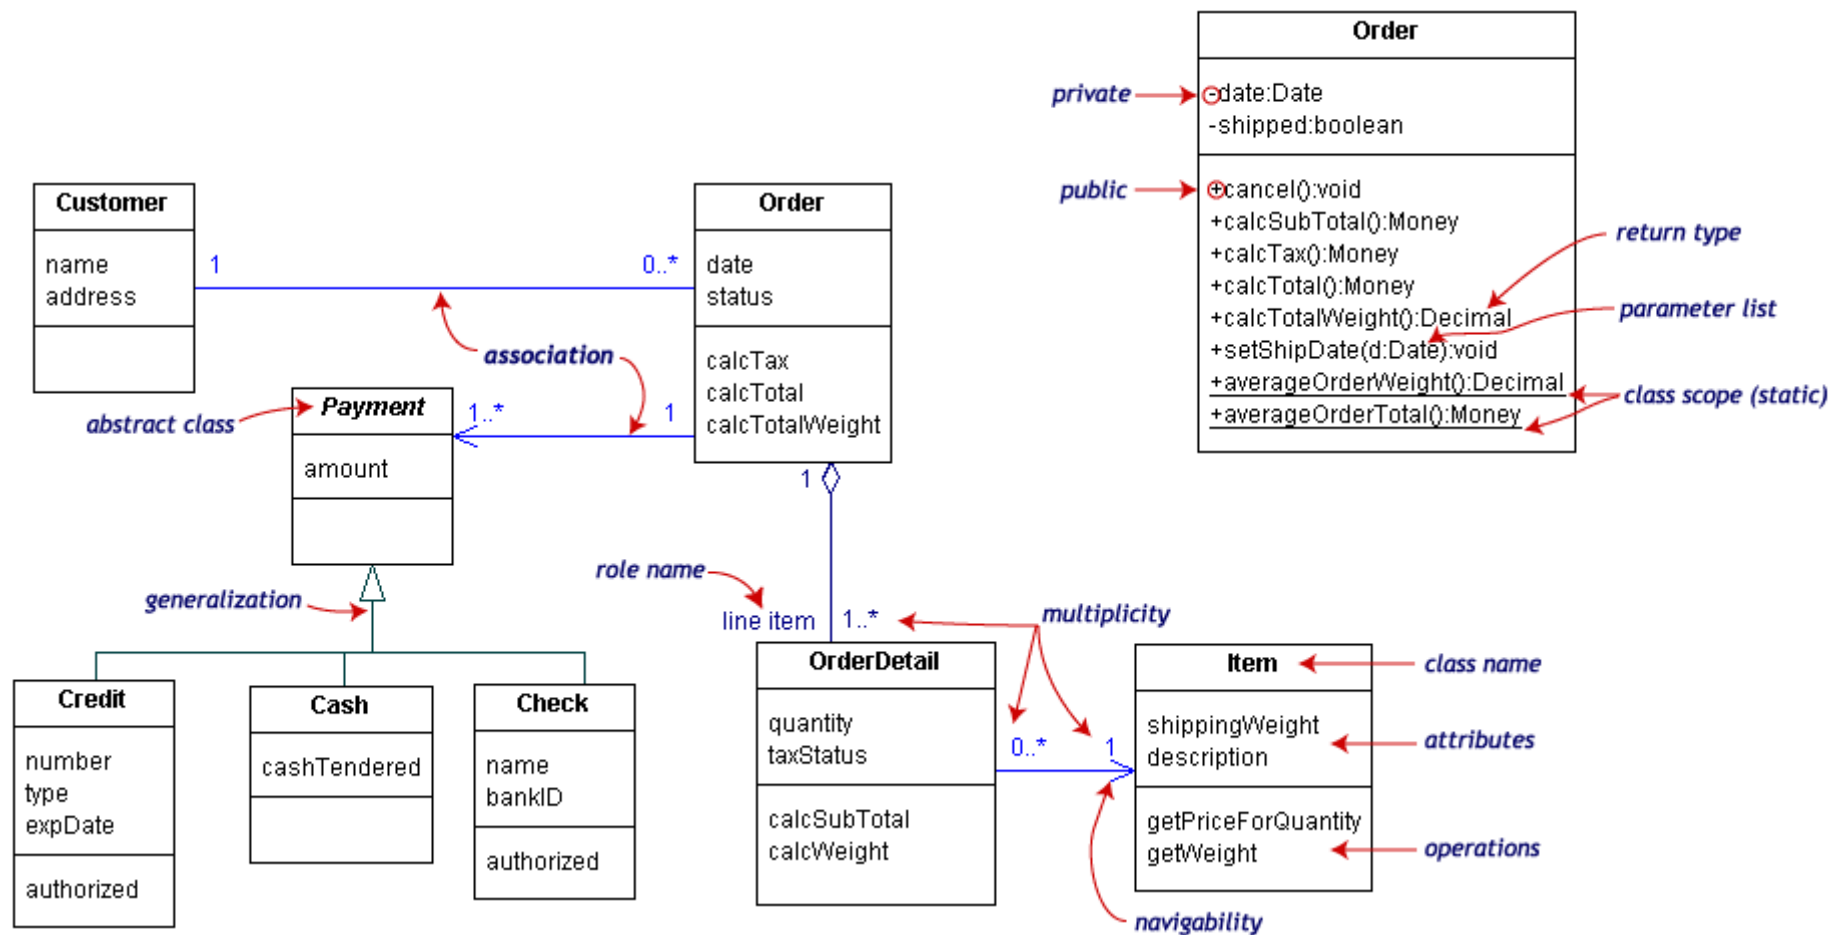 Order
private
-date:Date
-shipped:boolean
public
+cancel():void
+calcSubTotal():Money
+calcTax():Money
+calcTotal():Money
+calcTotalWeight():Decimal
+setShipDate(d:Date):void
+averageOrderWeight():Decimal
+averageOrderTotal():Money
return type
parameter list
class scope (static)
Customer
name
address
1
0..*
association
Order
date
status
calcTax
calcTotal
calcTotalWeight
abstract class
Payment
amount
1..*
1
1
generalization
role name
line item
1..*
multiplicity
Credit
number
type
expDate
authorized
Cash
cashTendered
Check
name
bankID
authorized
OrderDetail
quantity
taxStatus
calcSubTotal
calcWeight
0..*
1
navigability
Item
shippingWeight
description
getPriceForQuantity
getWeight
class name
attributes
operations